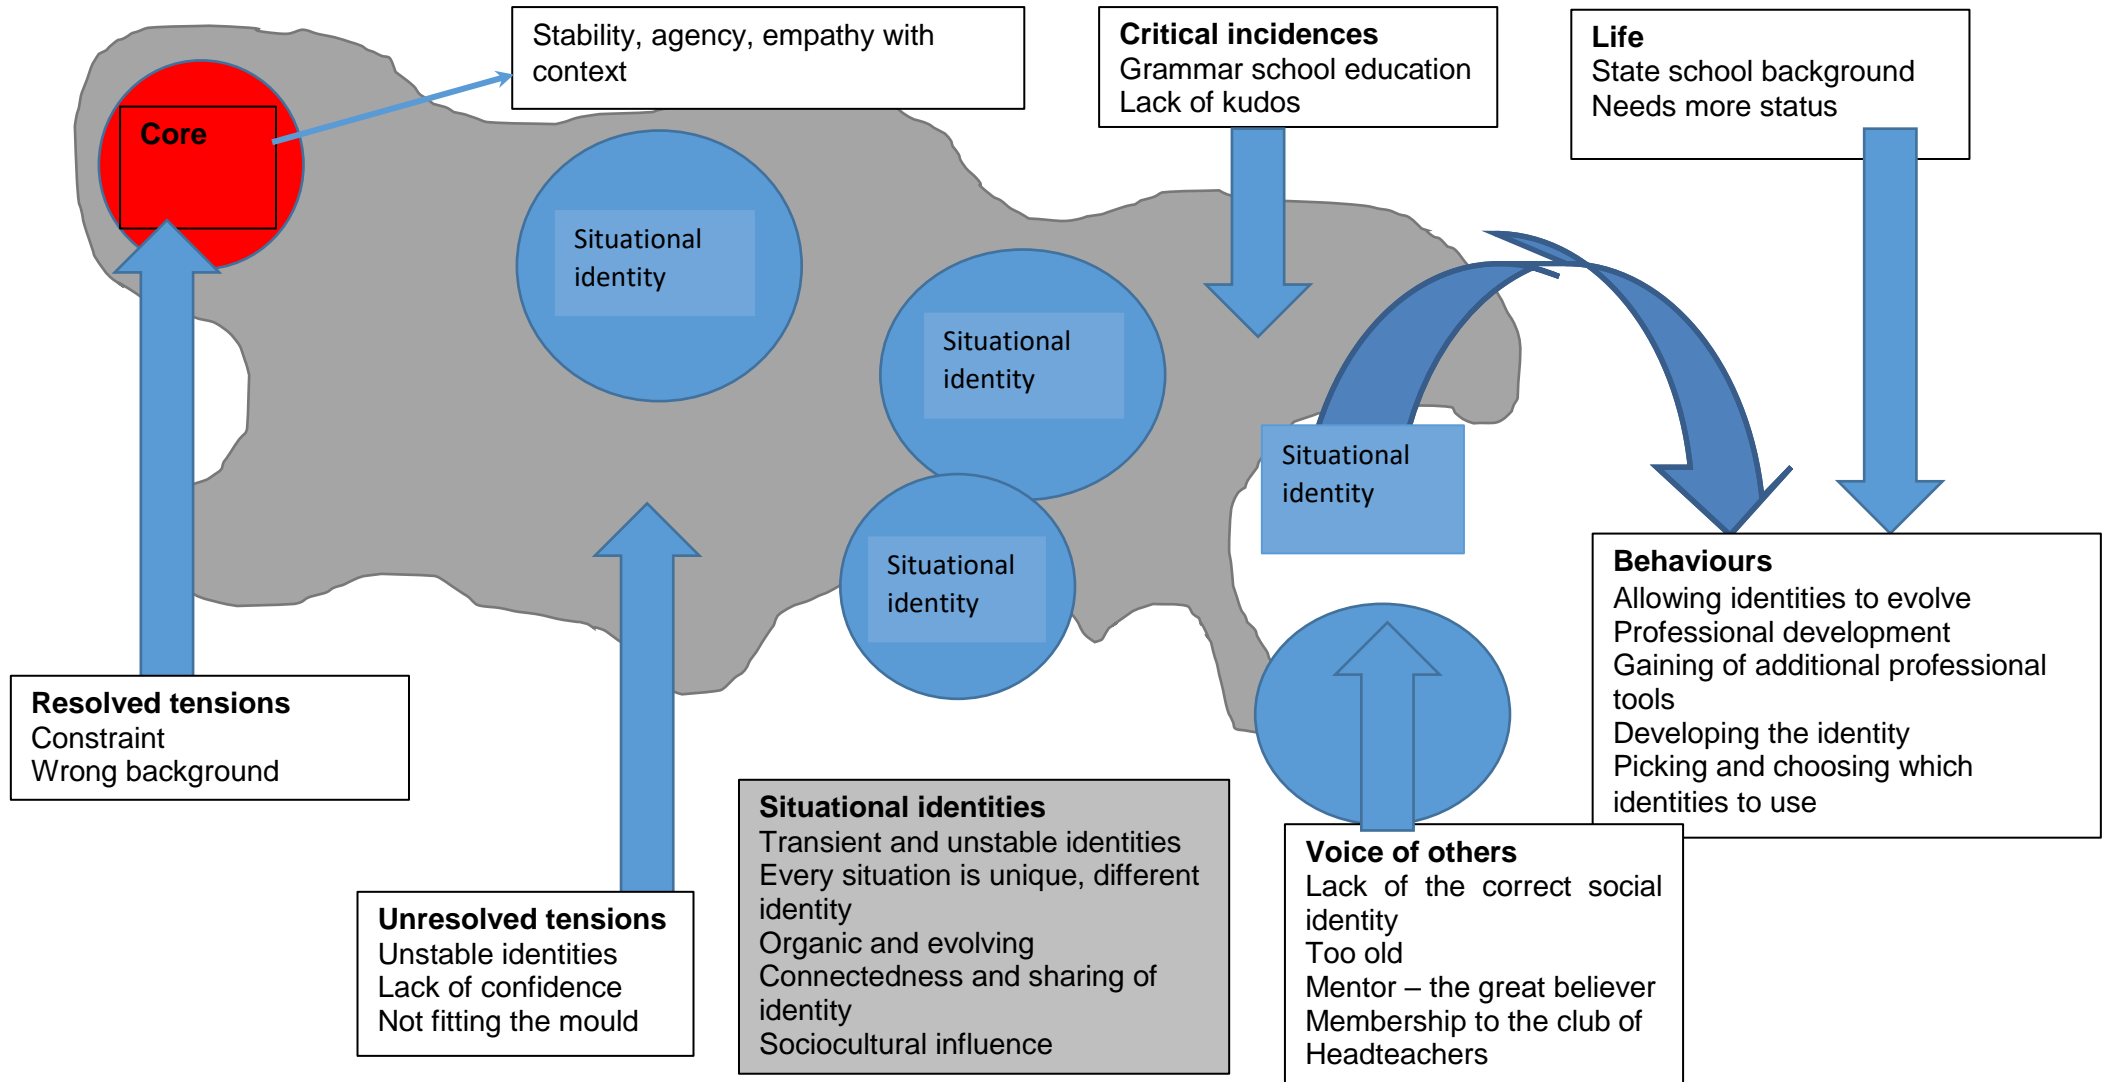 Stability, agency, empathy with
context
Critical incidences
Grammar school education
Lack of kudos
Life
State school background
Needs more status
Core
Situational
identity
Situational
identity
Situational
identity
Situational
identity
Behaviours
Allowing identities to evolve
Professional development
Gaining of additional professional
tools
Developing the identity
Picking and choosing which
identities to use
Resolved tensions
Constraint
Wrong background
Unresolved tensions
Unstable identities
Lack of confidence
Not fitting the mould
Situational identities
Transient and unstable identities
Every situation is unique, different
identity
Organic and evolving
Connectedness and sharing of
identity
Sociocultural influence
Voice of others
Lack of the correct social
identity
Too old
Mentor – the great believer
Membership to the club of
Headteachers